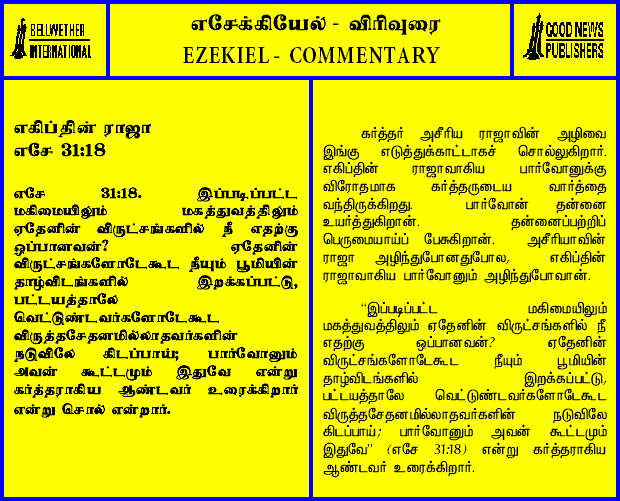 BELLWETHER
INTERNATIONAL
எசேக்கியேல் - விரிவுரை
EZEKIEL - COMMENTARY
GOOD NEWS
PUBLISHERS
எகிப்தின் ராஜா
எசே 31:18
எசே 31:18. இப்படிப்பட்ட
மகிமையிலும் மகத்துவத்திலும்
ஏதேனின் விருட்சங்களில் நீ எதற்கு
ஒப்பானவன்? ஏதேனின்
விருட்சங்களோடேகூட நீயும் பூமியின்
தாழ்விடங்களில் இறக்கப்பட்டு,
பட்டயத்தாலே
வெட்டுண்டவர்களோடேகூட
விருத்தசேதனமில்லாதவர்களின்
நடுவிலே கிடப்பாய்; பார்வோனும்
அவன் கூட்டமும் இதுவே என்று
கர்த்தராகிய ஆண்டவர் உரைக்கிறார்
என்று சொல் என்றார்.
கர்த்தர் அசீரிய ராஜாவின் அழிவை
இங்கு எடுத்துக்காட்டாகச் சொல்லுகிறார்.
எகிப்தின் ராஜாவாகிய பார்வோனுக்கு
விரோதமாக கர்த்தருடைய வார்த்தை
வந்திருக்கிறது. பார்வோன் தன்னை
உயர்த்துகிறான். தன்னைப்பற்றிப்
பெருமையாய்ப் பேசுகிறான். அசீரியாவின்
ராஜா அழிந்துபோனதுபோல, எகிப்தின்
ராஜாவாகிய பார்வோனும் அழிந்துபோவான்.
“இப்படிப்பட்ட மகிமையிலும்
மகத்துவத்திலும் ஏதேனின் விருட்சங்களில் நீ
எதற்கு ஒப்பானவன்? ஏதேனின்
விருட்சங்களோடேகூட நீயும் பூமியின்
தாழ்விடங்களில் இறக்கப்பட்டு,
பட்டயத்தாலே வெட்டுண்டவர்களோடேகூட
விருத்தசேதனமில்லாதவர்களின் நடுவிலே
கிடப்பாய்; பார்வோனும் அவன் கூட்டமும்
இதுவே” (எசே 31:18) என்று கர்த்தராகிய
ஆண்டவர் உரைக்கிறார்.